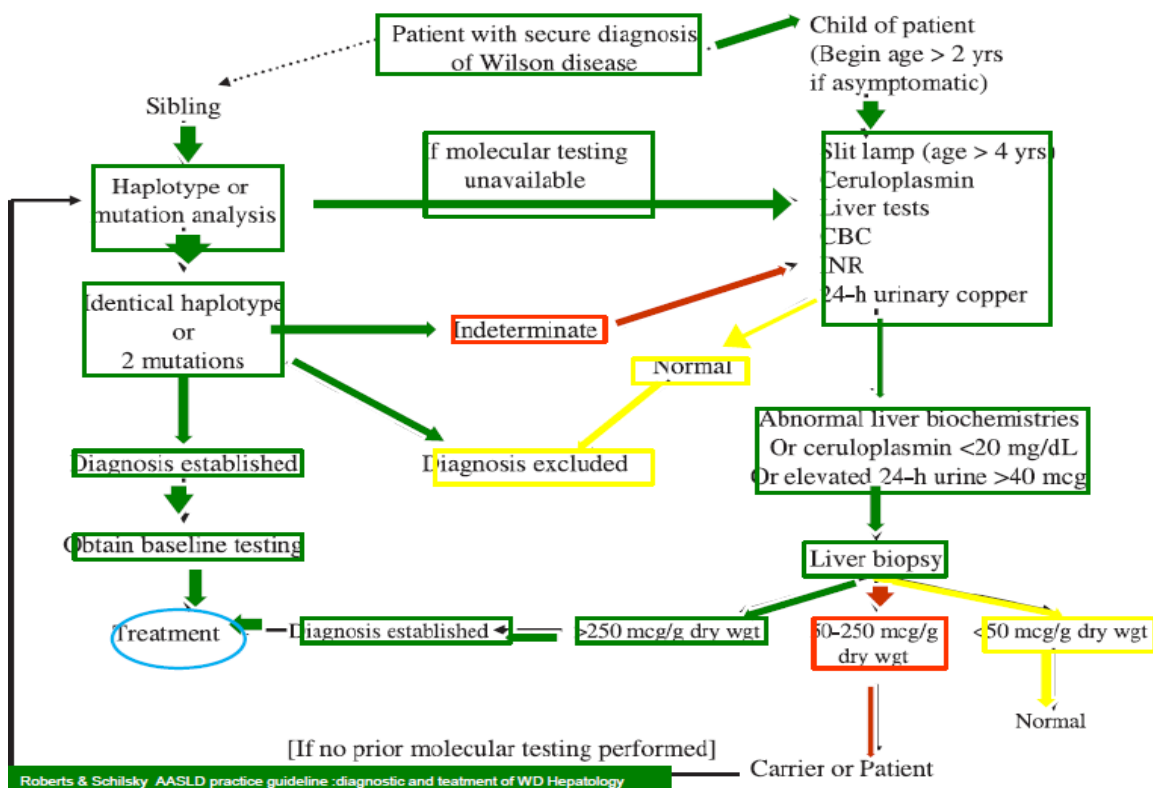 Patient with secure diagnosis
of Wilson disease
Child of patient
(Begin age > 2 yrs
if asymptomatic)
Sibling
If molecular testing
unavailable
Haplotype or
mutation analysis
Slit lamp (age > 4 yrs)
Ceruloplasmin
Liver tests
CBC
INR
24-h urinary copper
Identical haplotype
or
2 mutations
Indeterminate
Normal
Diagnosis established
Diagnosis excluded
Abnormal liver biochemistries
Or ceruloplasmin <20 mg/dL
Or elevated 24-h urine >40 mcg
Obtain baseline testing
Liver biopsy
Treatment
Diagnosis established
>250 mcg/g dry wgt
50-250 mcg/g
dry wgt
<50 mcg/g dry wgt
Normal
[If no prior molecular testing performed]
Carrier or Patient
Roberts & Schilsky AASLD practice guideline :diagnostic and teatment of WD Hepatology